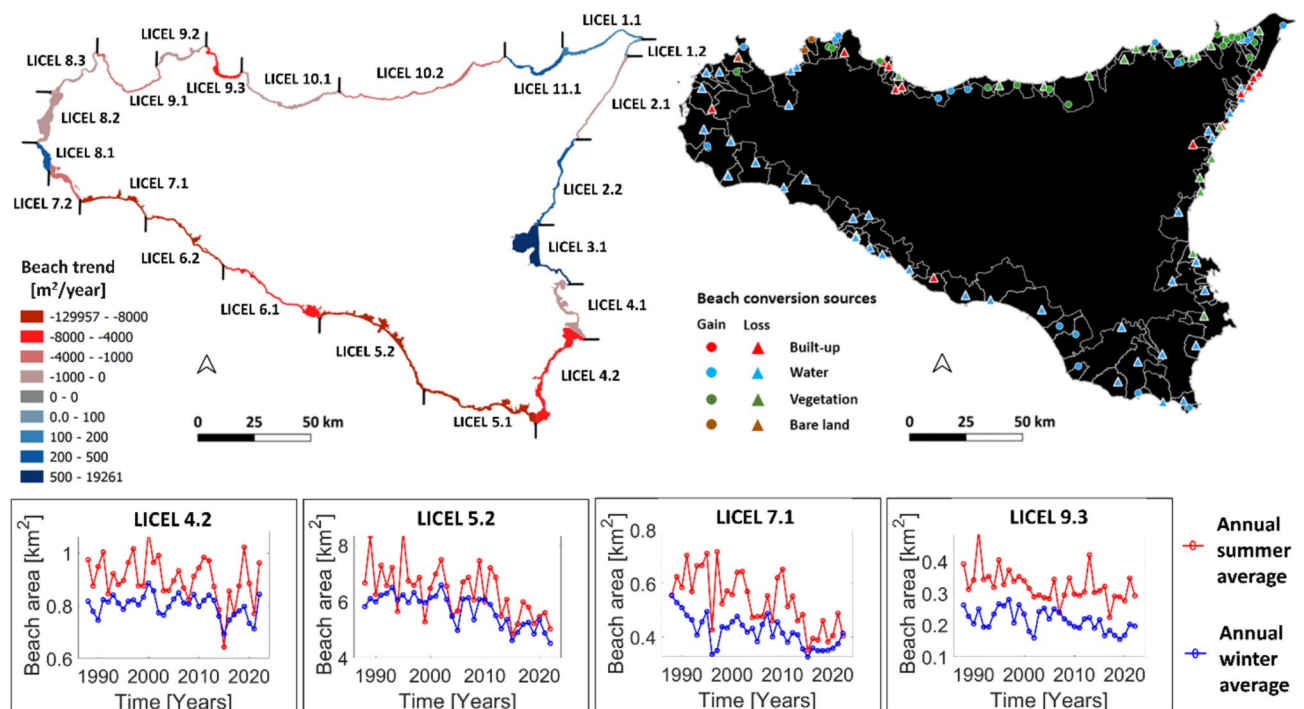 LICEL 1.1
LICEL 9.2
LICEL 8.3
LICEL 1.2
LICEL 10.2
LICEL 10.1
LICEL 9.3
LICEL 9.1
LICEL 11.1
LICEL 2.1
LICEL 8.2
LICEL 8.1
LICEL 7.1
LICEL 2.2
LICEL 7.2
LICEL 3.1
LICEL 6.2
LICEL 4.1
LICEL 6.1
LICEL 5.2
LICEL 4.2
LICEL 5.1
Beach trend
[m²/year]
-129957 - -8000
-8000 - -4000
-4000 - -1000
-1000 - 0
0 - 0
0.0 - 100
100 - 200
200 - 500
500 - 19261
0 25 50 km
Beach conversion sources
Gain Loss
Built-up
Water
Vegetation
Bare land
0 25 50 km
LICEL 4.2
Beach area [km²]
1
0.8
0.6
1990 2000 2010 2020
Time [Years]
LICEL 5.2
Beach area [km²]
8
6
4
1990 2000 2010 2020
Time [Years]
LICEL 7.1
Beach area [km²]
0.8
0.6
0.4
1990 2000 2010 2020
Time [Years]
LICEL 9.3
Beach area [km²]
0.4
0.3
0.2
0.1
1990 2000 2010 2020
Time [Years]
Annual
summer
average
Annual
winter
average